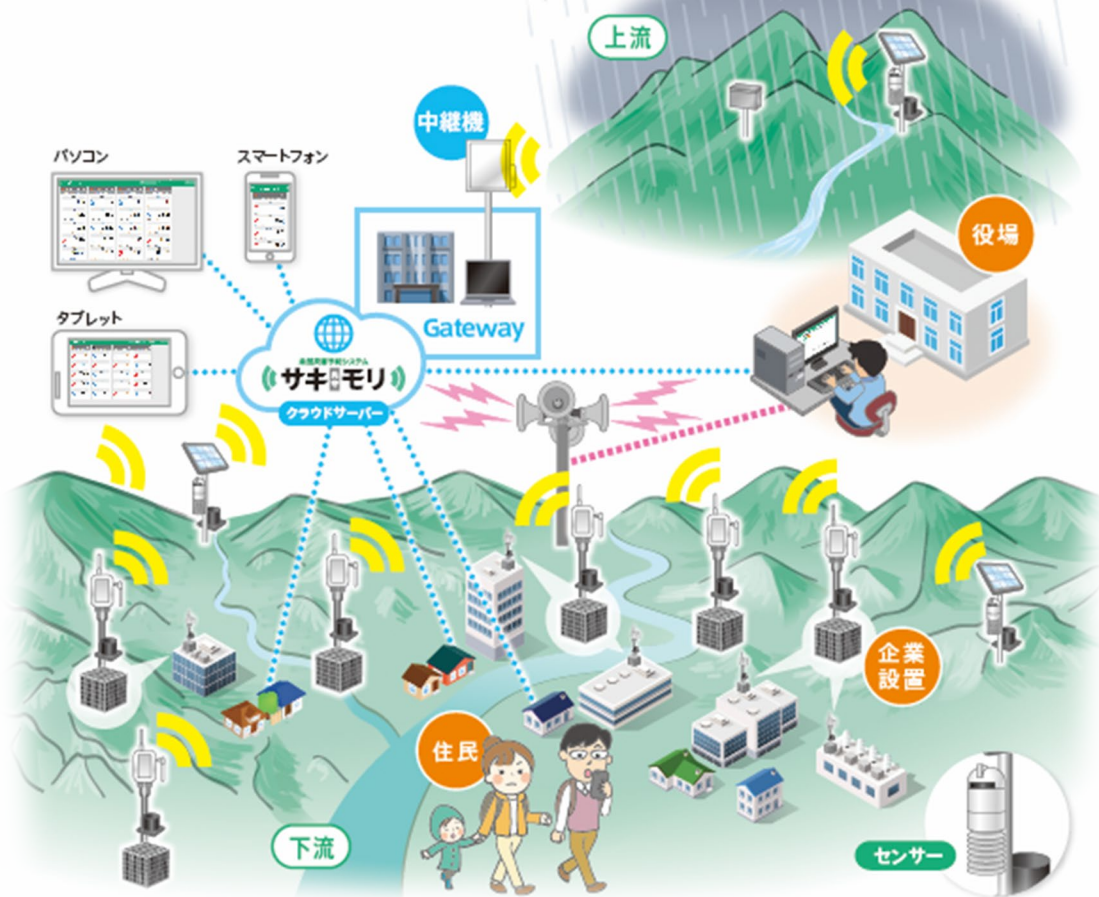 上流
中継機
パソコン
スマートフォン
役場
タブレット
Gateway
サキモリ
クラウドサーバー
企業
設置
住民
下流
センサー